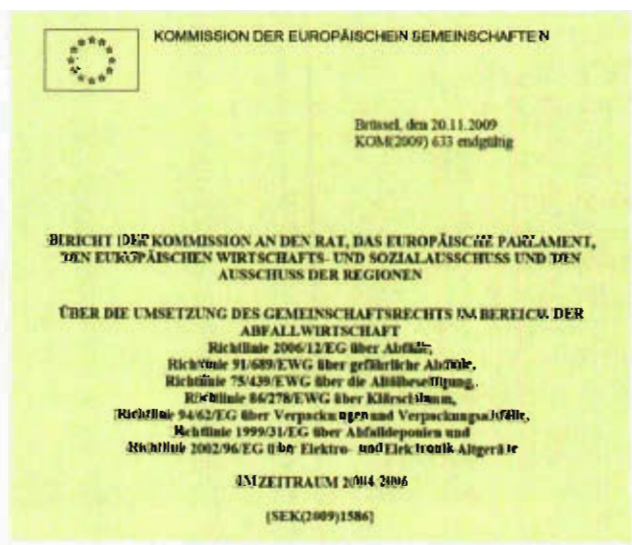 KOMMISSION DER EUROPÄISCHEN GEMEINSCHAFTEN
Brüssel, den 20.11.2009
KOM(2009) 633 endgültig
BERICHT DER KOMMISSION AN DEN RAT, DAS EUROPÄISCHE PARLAMENT,
DEN EUROPÄISCHEN WIRTSCHAFTS- UND SOZIALAUSSCHUSS UND DEN
AUSSCHUSS DER REGIONEN
ÜBER DIE UMSETZUNG DES GEMEINSCHAFTSRECHTS IM BEREICH DER
ABFALLWIRTSCHAFT
Richtlinie 2006/12/EG über Abfälle,
Richtlinie 91/689/EWG über gefährliche Abfälle,
Richtlinie 75/439/EWG über die Altölbeseitigung,
Richtlinie 86/278/EWG über Klärschlamm,
Richtlinie 94/62/EG über Verpackungen und Verpackungsabfälle,
Richtlinie 1999/31/EG über Abfalldeponien und
Richtlinie 2002/96/EG über Elektro- und Elektronik-Altgeräte
IM ZEITRAUM 2004-2006
[SEK(2009)1586]